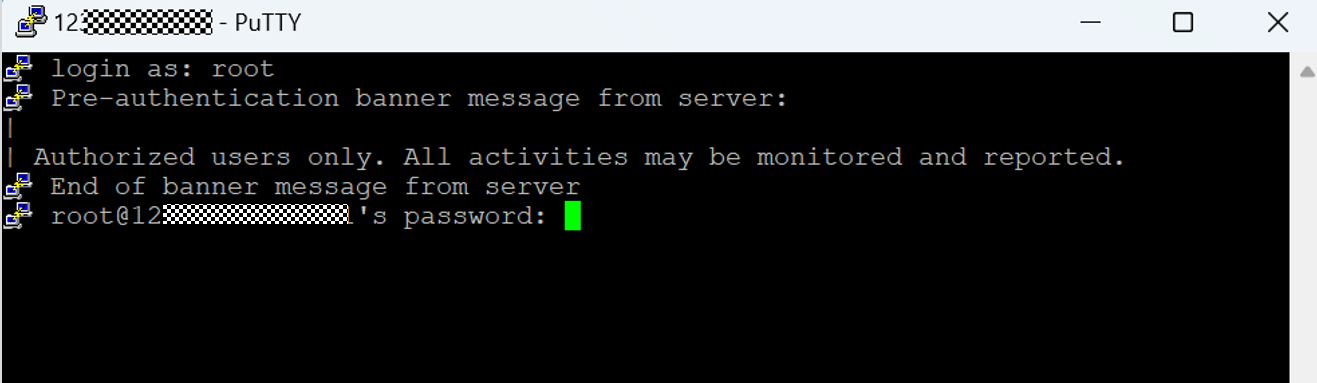 12 - PuTTY
login as: root
Pre-authentication banner message from server:
|
| Authorized users only. All activities may be monitored and reported.
End of banner message from server
root@12 's password: